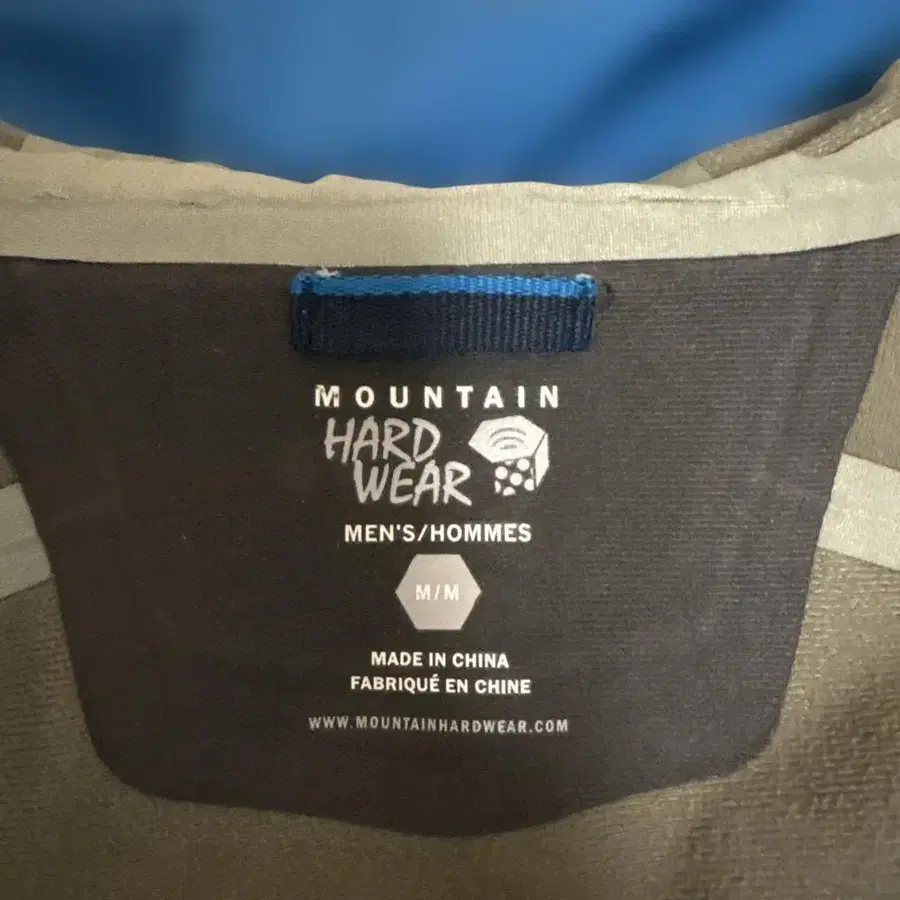 MOUNTAIN
HARD
WEAR
MEN'S/HOMMES
M/M
MADE IN CHINA
FABRIQUÉ EN CHINE
WWW.MOUNTAINHARDWEAR.COM